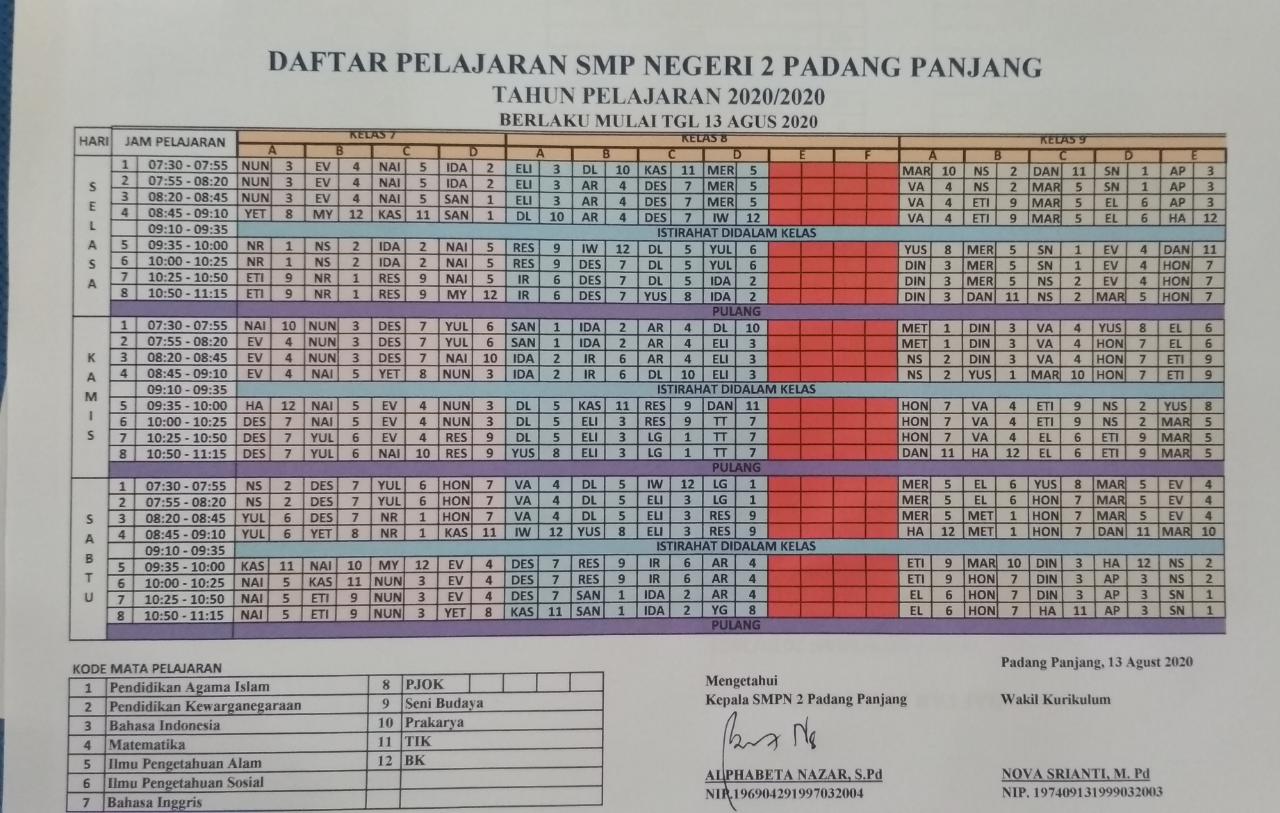 DAFTAR PELAJARAN SMP NEGERI 2 PADANG PANJANG
TAHUN PELAJARAN 2020/2020
BERLAKU MULAI TGL 13 AGUS 2020
HARI JAM PELAJARAN KELAS 7 KELAS 8 KELAS 9
A B C D A B C D E F A B C D E
SELASA
1 07:30 - 07:55 NUN 3 EV 4 NAI 5 IDA 2 ELI 3 DL 10 KAS 11 MER 5 MAR 10 NS 2 DAN 11 SN 1 AP 3
2 07:55 - 08:20 NUN 3 EV 4 NAI 5 IDA 2 ELI 3 AR 4 DES 7 MER 5 VA 4 NS 2 MAR 5 SN 1 AP 3
3 08:20 - 08:45 NUN 3 EV 4 NAI 5 SAN 1 ELI 3 AR 4 DES 7 MER 5 VA 4 ETI 9 MAR 5 EL 6 AP 3
4 08:45 - 09:10 YET 8 MY 12 KAS 11 SAN 1 DL 10 AR 4 DES 7 IW 12 VA 4 ETI 9 MAR 5 EL 6 HA 12
09:10 - 09:35 ISTIRAHAT DIDALAM KELAS
5 09:35 - 10:00 NR 1 NS 2 IDA 2 NAI 5 RES 9 IW 12 DL 5 YUL 6 YUS 8 MER 5 SN 1 EV 4 DAN 11
6 10:00 - 10:25 NR 1 NS 2 IDA 2 NAI 5 RES 9 DES 7 DL 5 YUL 6 DIN 3 MER 5 SN 1 EV 4 HON 7
7 10:25 - 10:50 ETI 9 NR 1 RES 9 NAI 5 IR 6 DES 7 DL 5 IDA 2 DIN 3 MER 5 NS 2 EV 4 HON 7
8 10:50 - 11:15 ETI 9 NR 1 RES 9 MY 12 IR 6 DES 7 YUS 8 IDA 2 DIN 3 DAN 11 NS 2 MAR 5 HON 7
PULANG
KAMIS
1 07:30 - 07:55 NAI 10 NUN 3 DES 7 YUL 6 SAN 1 IDA 2 AR 4 DL 10 MET 1 DIN 3 VA 4 YUS 8 EL 6
2 07:55 - 08:20 EV 4 NUN 3 DES 7 YUL 6 SAN 1 IDA 2 AR 4 ELI 3 MET 1 DIN 3 VA 4 HON 7 EL 6
3 08:20 - 08:45 EV 4 NUN 3 DES 7 NAI 10 IDA 2 IR 6 AR 4 ELI 3 NS 2 DIN 3 VA 4 HON 7 ETI 9
4 08:45 - 09:10 EV 4 NAI 5 YET 8 NUN 3 IDA 2 IR 6 DL 10 ELI 3 NS 2 YUS 1 MAR 10 HON 7 ETI 9
09:10 - 09:35 ISTIRAHAT DIDALAM KELAS
5 09:35 - 10:00 HA 12 NAI 5 EV 4 NUN 3 DL 5 KAS 11 RES 9 DAN 11 HON 7 VA 4 ETI 9 NS 2 YUS 8
6 10:00 - 10:25 DES 7 NAI 5 EV 4 NUN 3 DL 5 ELI 3 RES 9 TT 7 HON 7 VA 4 ETI 9 NS 2 MAR 5
7 10:25 - 10:50 DES 7 YUL 6 EV 4 RES 9 DL 5 ELI 3 LG 1 TT 7 HON 7 VA 4 EL 6 ETI 9 MAR 5
8 10:50 - 11:15 DES 7 YUL 6 NAI 10 RES 9 YUS 8 ELI 3 LG 1 TT 7 DAN 11 HA 12 EL 6 ETI 9 MAR 5
PULANG
SABTU
1 07:30 - 07:55 NS 2 DES 7 YUL 6 HON 7 VA 4 DL 5 IW 12 LG 1 MER 5 EL 6 YUS 8 MAR 5 EV 4
2 07:55 - 08:20 NS 2 DES 7 YUL 6 HON 7 VA 4 DL 5 ELI 3 LG 1 MER 5 EL 6 HON 7 MAR 5 EV 4
3 08:20 - 08:45 YUL 6 DES 7 NR 1 HON 7 VA 4 DL 5 ELI 3 RES 9 MER 5 MET 1 HON 7 MAR 5 EV 4
4 08:45 - 09:10 YUL 6 YET 8 NR 1 KAS 11 IW 12 YUS 8 ELI 3 RES 9 HA 12 MET 1 HON 7 DAN 11 MAR 10
09:10 - 09:35 ISTIRAHAT DIDALAM KELAS
5 09:35 - 10:00 KAS 11 NAI 10 MY 12 EV 4 DES 7 RES 9 IR 6 AR 4 ETI 9 MAR 10 DIN 3 HA 12 NS 2
6 10:00 - 10:25 NAI 5 KAS 11 NUN 3 EV 4 DES 7 RES 9 IR 6 AR 4 ETI 9 HON 7 DIN 3 AP 3 NS 2
7 10:25 - 10:50 NAI 5 ETI 9 NUN 3 EV 4 DES 7 SAN 1 IDA 2 AR 4 EL 6 HON 7 DIN 3 AP 3 SN 1
8 10:50 - 11:15 NAI 5 ETI 9 NUN 3 YET 8 KAS 11 SAN 1 IDA 2 YG 8 EL 6 HON 7 HA 11 AP 3 SN 1
PULANG
KODE MATA PELAJARAN
1 Pendidikan Agama Islam 8 PJOK
2 Pendidikan Kewarganegaraan 9 Seni Budaya
3 Bahasa Indonesia 10 Prakarya
4 Matematika 11 TIK
5 Ilmu Pengetahuan Alam 12 BK
6 Ilmu Pengetahuan Sosial
7 Bahasa Inggris
Padang Panjang, 13 Agust 2020
Mengetahui
Kepala SMPN 2 Padang Panjang Wakil Kurikulum
ALPHABETA NAZAR, S.Pd NOVA SRIANTI, M. Pd
NIP.196904291997032004 NIP. 197409131999032003